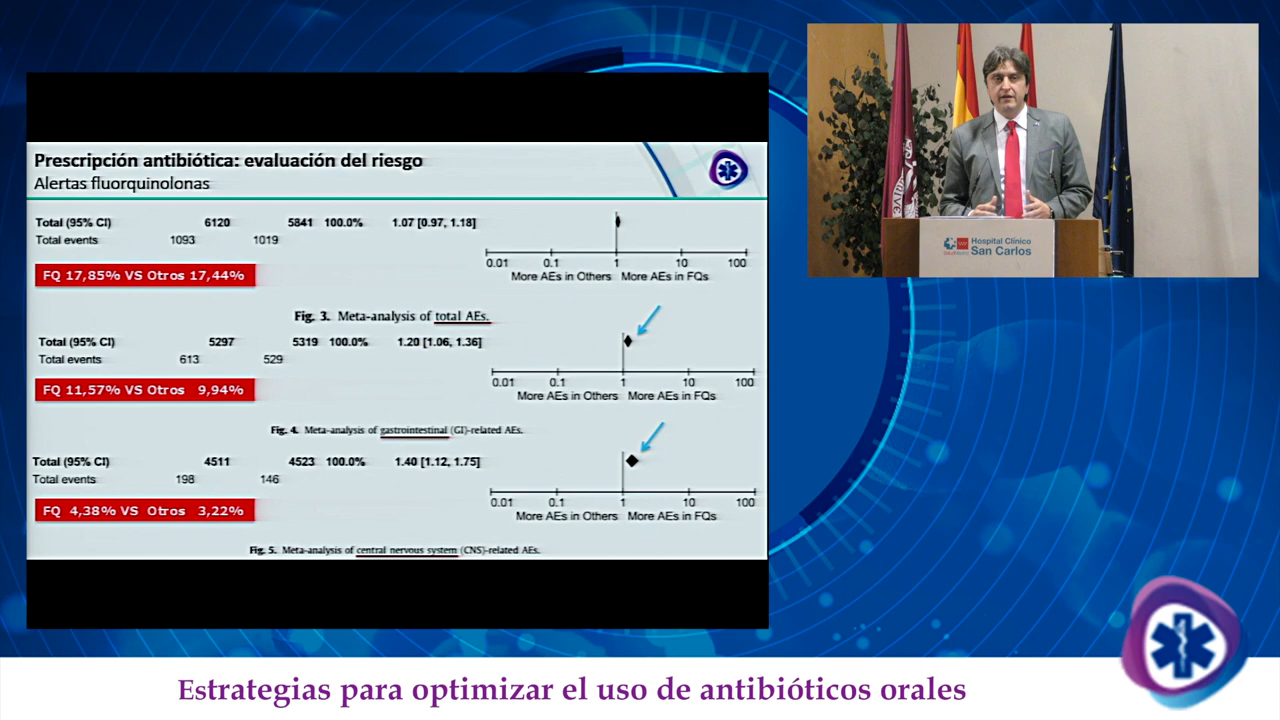 Prescripción antibiótica: evaluación del riesgo
Alertas fluorquinolonas
Total (95% CI) 6120 5841 100.0% 1.07 [0.97, 1.18]
Total events 1093 1019
0.01 0.1 1 10 100
More AEs in Others More AEs in FQs
FQ 17,85% VS Otros 17,44%
Fig. 3. Meta-analysis of total AEs.
Total (95% CI) 5297 5319 100.0% 1.20 [1.06, 1.36]
Total events 613 529
0.01 0.1 1 10 100
More AEs in Others More AEs in FQs
FQ 11,57% VS Otros 9,94%
Fig. 4. Meta-analysis of gastrointestinal (GI)-related AEs.
Total (95% CI) 4511 4523 100.0% 1.40 [1.12, 1.75]
Total events 198 146
0.01 0.1 1 10 100
More AEs in Others More AEs in FQs
FQ 4,38% VS Otros 3,22%
Fig. 5. Meta-analysis of central nervous system (CNS)-related AEs.
Hospital Clínico
San Carlos
Estrategias para optimizar el uso de antibióticos orales